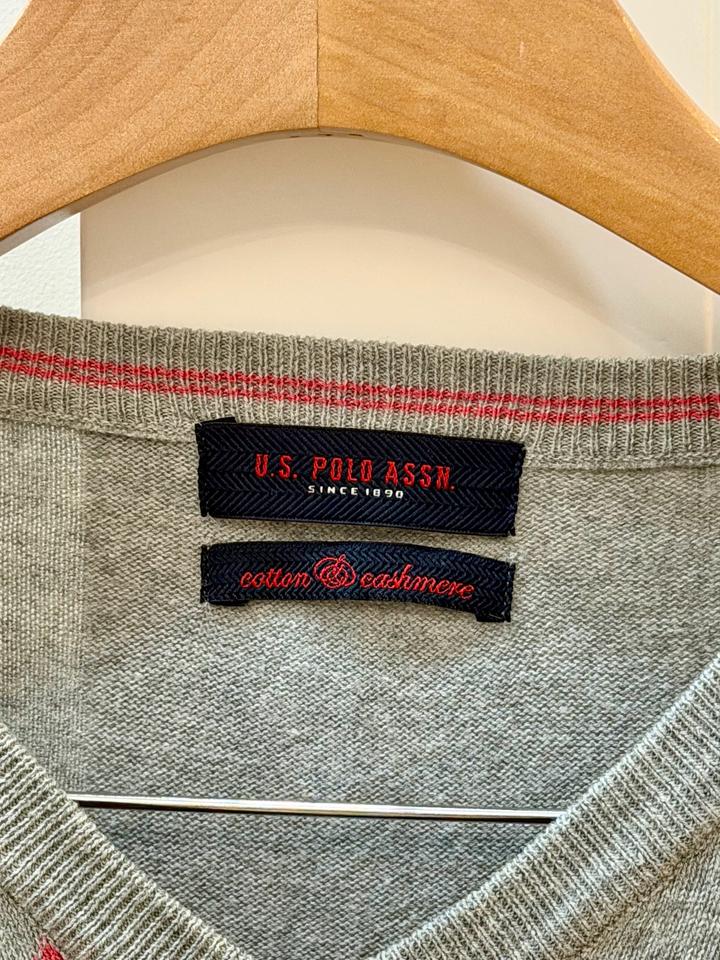 U.S. POLO ASSN.
SINCE 1890
cotton & cashmere